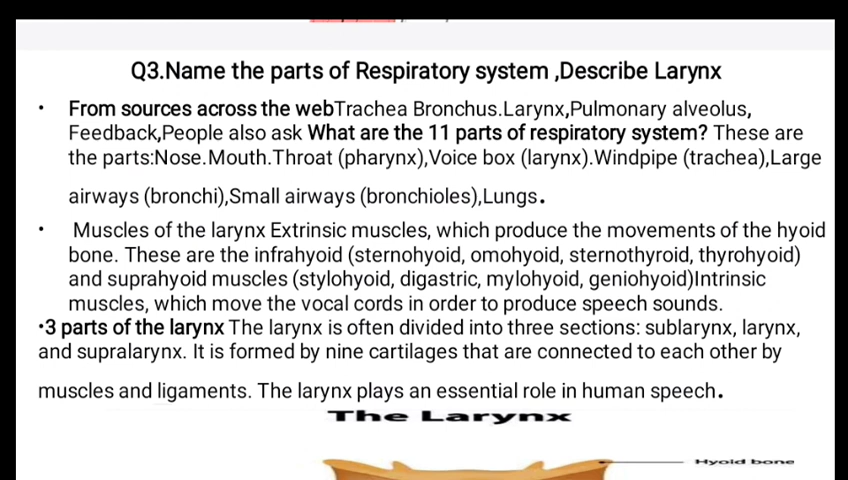 Q3.Name the parts of Respiratory system ,Describe Larynx
• From sources across the webTrachea Bronchus.Larynx,Pulmonary alveolus,
Feedback,People also ask What are the 11 parts of respiratory system? These are
the parts:Nose.Mouth.Throat (pharynx),Voice box (larynx).Windpipe (trachea),Large
airways (bronchi),Small airways (bronchioles),Lungs.
• Muscles of the larynx Extrinsic muscles, which produce the movements of the hyoid
bone. These are the infrahyoid (sternohyoid, omohyoid, sternothyroid, thyrohyoid)
and suprahyoid muscles (stylohyoid, digastric, mylohyoid, geniohyoid)Intrinsic
muscles, which move the vocal cords in order to produce speech sounds.
•3 parts of the larynx The larynx is often divided into three sections: sublarynx, larynx,
and supralarynx. It is formed by nine cartilages that are connected to each other by
muscles and ligaments. The larynx plays an essential role in human speech.
The Larynx
Hyoid bone